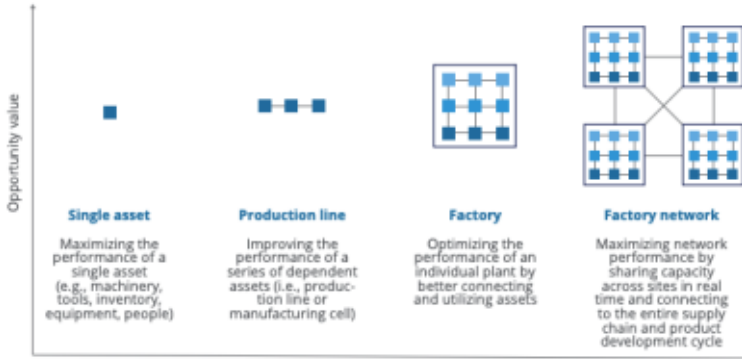 Opportunity value
Single asset
Maximizing the
performance of a
single asset
(e.g., machinery,
tools, inventory,
equipment, people)
Production line
Improving the
performance of a
series of dependent
assets (i.e., produc-
tion line or
manufacturing cell)
Factory
Optimizing the
performance of an
individual plant by
better connecting
and utilizing assets
Factory network
Maximizing network
performance by
sharing capacity
across sites in real
time and connecting
to the entire supply
chain and product
development cycle